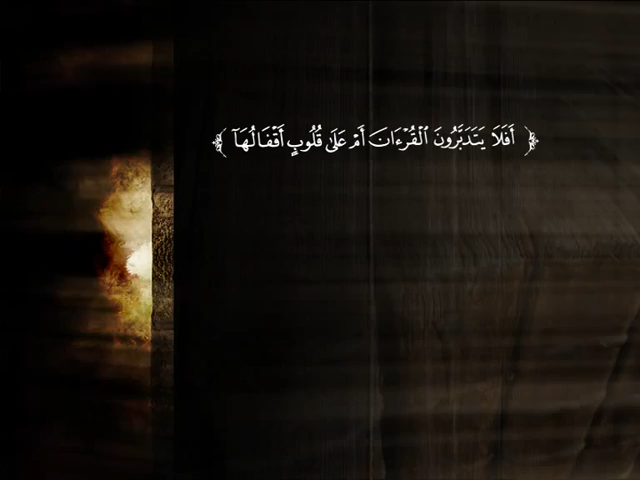 ﴿ أَفَلَا يَتَدَبَّرُونَ ٱلْقُرْءَانَ أَمْ عَلَىٰ قُلُوبٍ أَقْفَالُهَآ ﴾